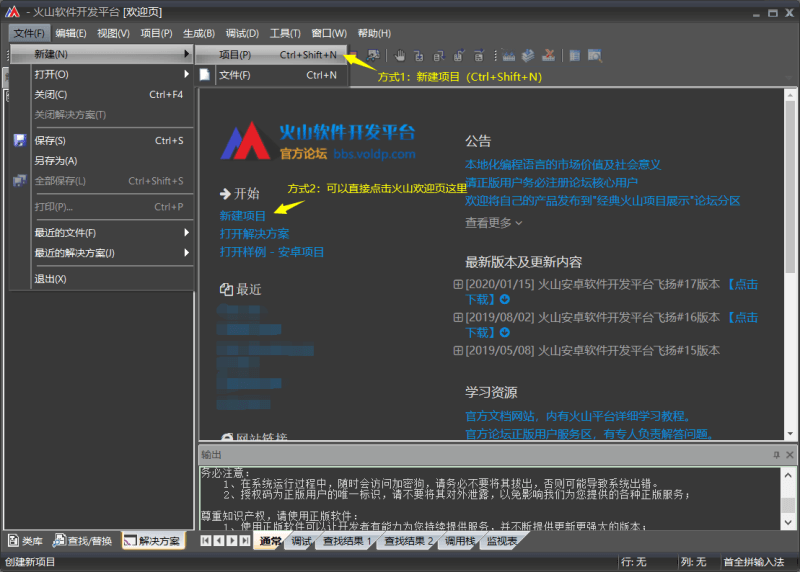 - 火山软件开发平台 [欢迎页]
文件(F) 编辑(E) 视图(V) 项目(P) 生成(B) 调试(D) 工具(T) 窗口(W) 帮助(H)
新建(N)
项目(P) Ctrl+Shift+N
文件(F) Ctrl+N
方式1：新建项目（Ctrl+Shift+N）
打开(O)
关闭(C) Ctrl+F4
关闭解决方案(T)
保存(S) Ctrl+S
另存为(A)
全部保存(L) Ctrl+Shift+S
打印(P)... Ctrl+P
最近的文件(F)
最近的解决方案(J)
退出(X)
火山软件开发平台
官方论坛 bbs.voldp.com
开始
方式2：可以直接点击火山欢迎页这里
新建项目
打开解决方案
打开样例 - 安卓项目
最近
网站链接
公告
本地化编程语言的市场价值及社会意义
请正版用户务必注册论坛核心用户
欢迎将自己的产品发布到"经典火山项目展示"论坛分区
查看更多
最新版本及更新内容
[2020/01/15] 火山安卓软件开发平台飞扬#17版本 【点击
下载】
[2019/08/02] 火山安卓软件开发平台飞扬#16版本 【点击
下载】
[2019/05/08] 火山安卓软件开发平台飞扬#15版本
学习资源
官方文档网站，内有火山平台详细学习教程。
官方论坛正版用户服务区，有专人负责解答问题。
输出
务必注意：
1、在系统运行过程中，随时会访问加密狗，请务必不要将其拔出，否则可能导致系统出错。
2、授权码为正版用户的唯一标识，请不要将其对外泄露，以免影响我们为您提供的各种正版服务；
尊重知识产权，请使用正版软件：
1、使用正版软件可以让开发者有能力为您持续提供服务，并不断提供更新更强大的版本；
类库 查找/替换 解决方案
通常 调试 查找结果 1 查找结果 2 调用栈 监视表
创建新项目
行: 无 列: 无 首全拼输入法